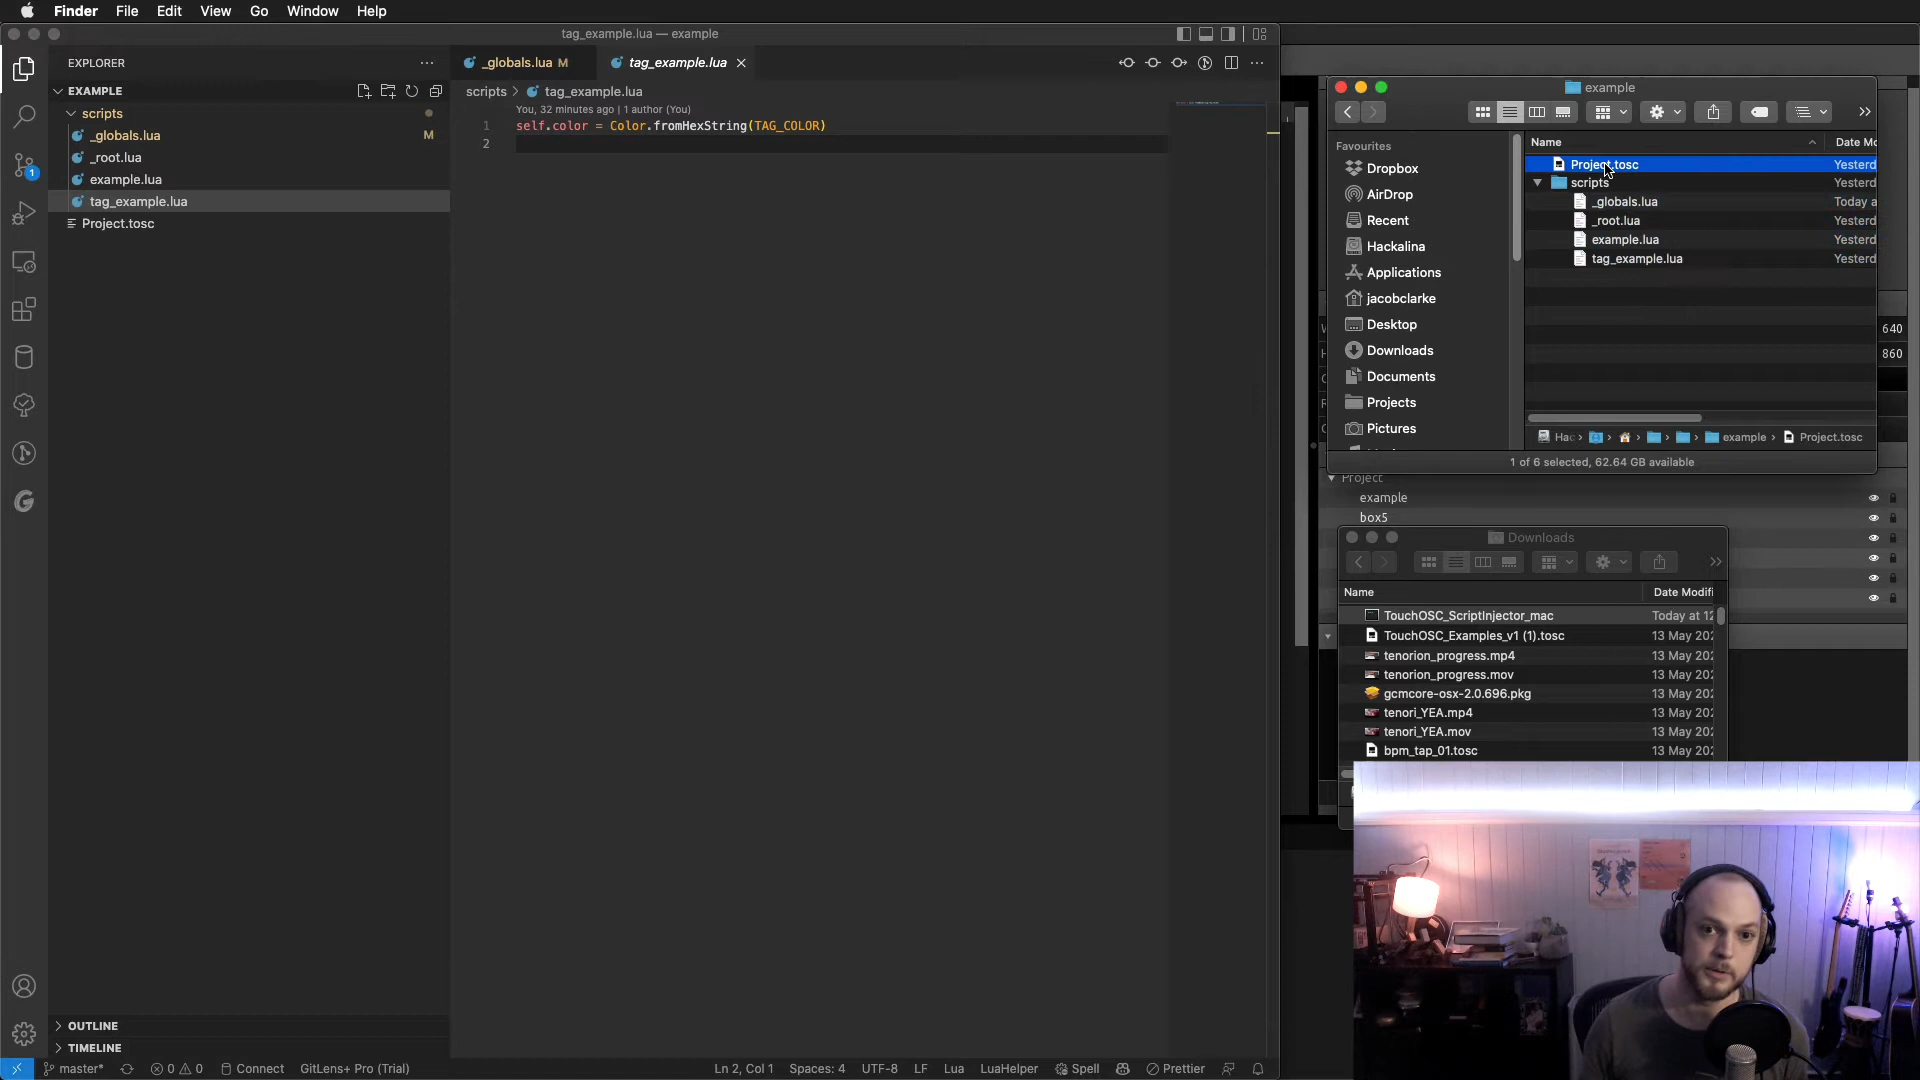 Finder File Edit View Go Window Help
tag_example.lua — example
EXPLORER
EXAMPLE
scripts
_globals.lua M
_root.lua
example.lua
tag_example.lua
Project.tosc
OUTLINE
TIMELINE
_globals.lua M
tag_example.lua
scripts > tag_example.lua
You, 32 minutes ago | 1 author (You)
1 self.color = Color.fromHexString(TAG_COLOR)
2
master* 0 0 Connect GitLens+ Pro (Trial)
Ln 2, Col 1 Spaces: 4 UTF-8 LF Lua LuaHelper Spell Prettier
1
example
Favourites
Dropbox
AirDrop
Recent
Hackalina
Applications
jacobclarke
Desktop
Downloads
Documents
Projects
Pictures
Name Date Mo
Project.tosc Yesterd
scripts Yesterd
_globals.lua Today a
_root.lua Yesterd
example.lua Yesterd
tag_example.lua Yesterd
Hac > example > Project.tosc
1 of 6 selected, 62.64 GB available
640
860
Project
example
box5
Downloads
Name Date Modifi
TouchOSC_ScriptInjector_mac Today at 12
TouchOSC_Examples_v1 (1).tosc 13 May 202
tenorion_progress.mp4 13 May 202
tenorion_progress.mov 13 May 202
gcmcore-osx-2.0.696.pkg 13 May 202
tenori_YEA.mp4 13 May 202
tenori_YEA.mov 13 May 202
bpm_tap_01.tosc 13 May 202